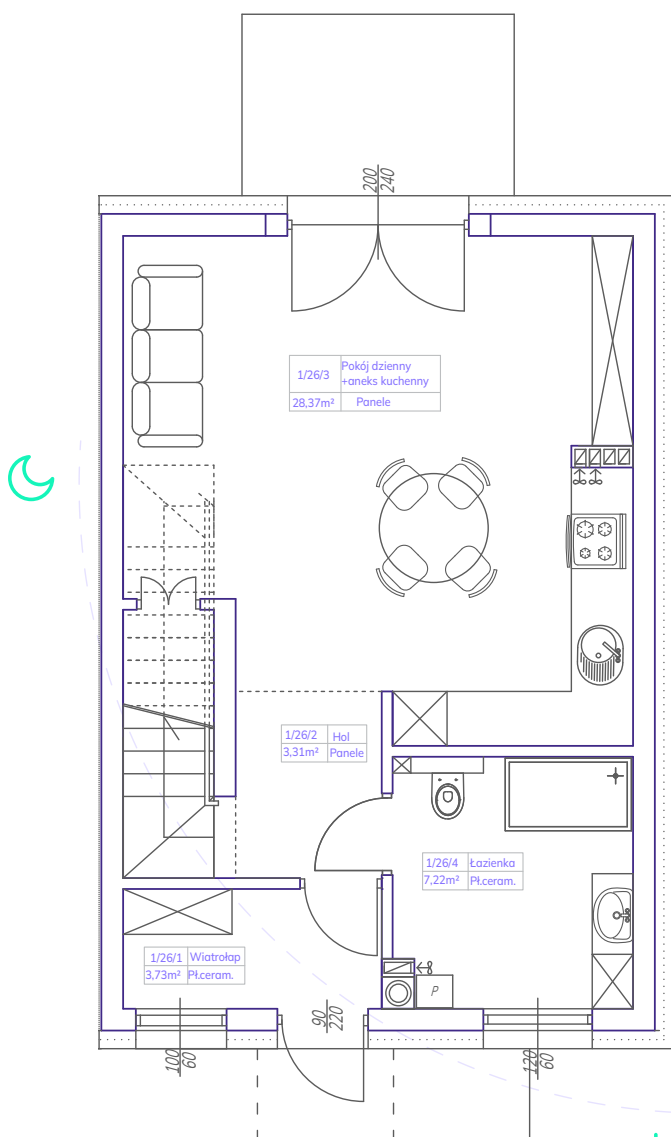 200
240
1/26/3
Pokój dzienny
+aneks kuchenny
28,37m²
Panele
1/26/2
Hol
3,31m²
Panele
1/26/4
Łazienka
7,22m²
Pł.ceram.
1/26/1
Wiatrołap
3,73m²
Pł.ceram.
P
90
220
100
60
120
60